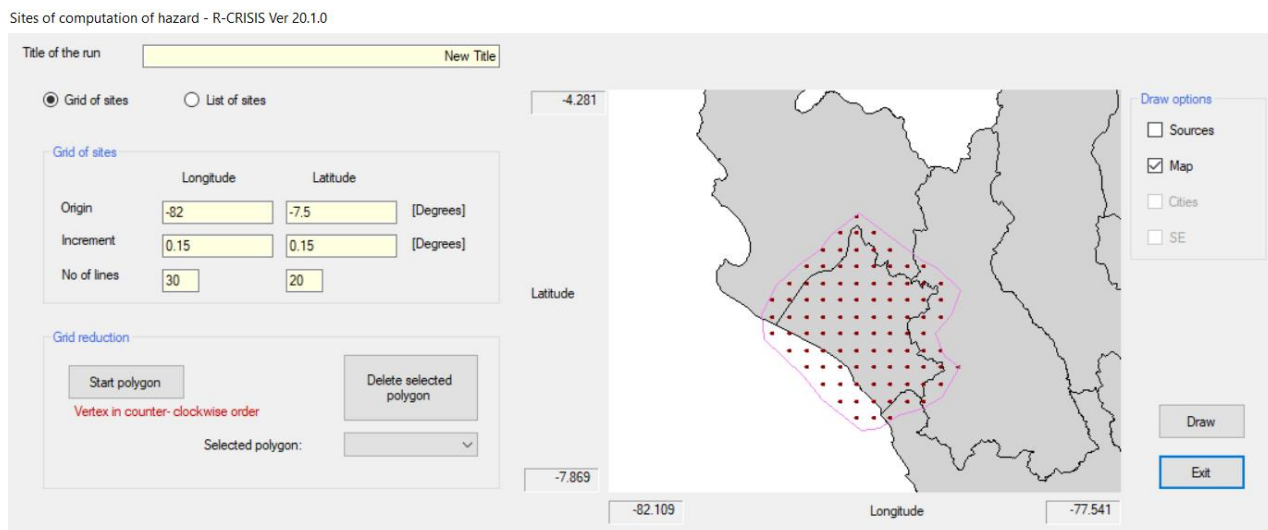 Sites of computation of hazard - R-CRISIS Ver 20.1.0
Title of the run
New Title
Grid of sites
List of sites
-4.281
Draw options
Sources
Map
Cities
SE
Grid of sites
Longitude Latitude
Origin -82 -7.5 [Degrees]
Increment 0.15 0.15 [Degrees]
No of lines 30 20
Latitude
Grid reduction
Start polygon
Delete selected
polygon
Vertex in counter- clockwise order
Selected polygon:
Draw
Exit
-7.869
-82.109 Longitude -77.541